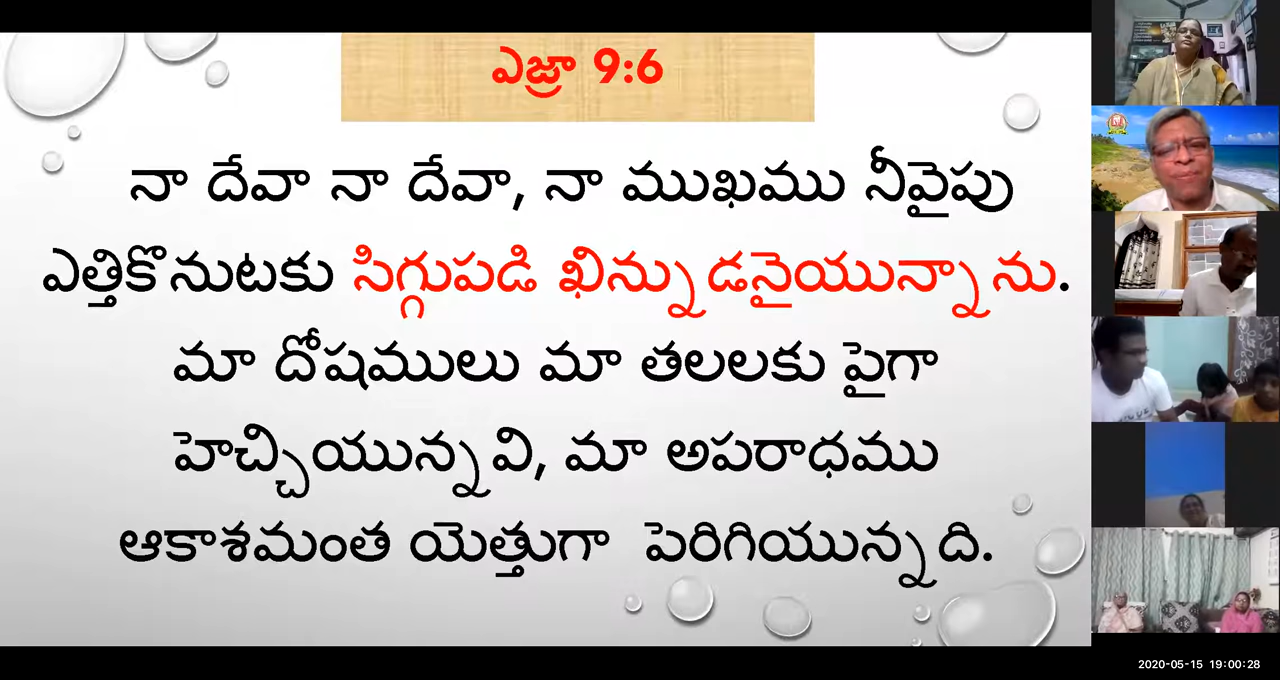 ఎజ్రా 9:6
నా దేవా నా దేవా, నా ముఖము నీవైపు
ఎత్తికొనుటకు సిగ్గుపడి ఖిన్నుడనైయున్నాను.
మా దోషములు మా తలలకు పైగా
హెచ్చియున్నవి, మా అపరాధము
ఆకాశమంత యెత్తుగా పెరిగియున్నది.
2020-05-15 19:00:28